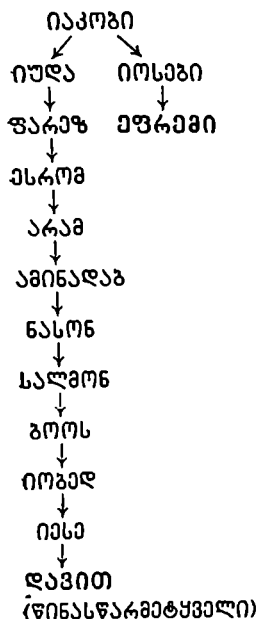 იაკობი
იუდა იოსები
ფარეზ ეფრემი
ესრომ
არამ
ამინადაბ
ნასონ
სალმონ
ბოოს
იობედ
იესე
დავით
(წინასწარმეტყველი)